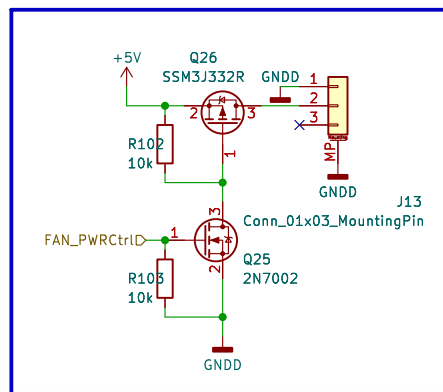 Q26
+5V
SSM3J332R
GNDD
1
2
3
2
3
R102
10k
1
MP
GNDD
J13
3
Conn_01x03_MountingPin
FAN_PWRCtrl
1
2
Q25
2N7002
R103
10k
GNDD